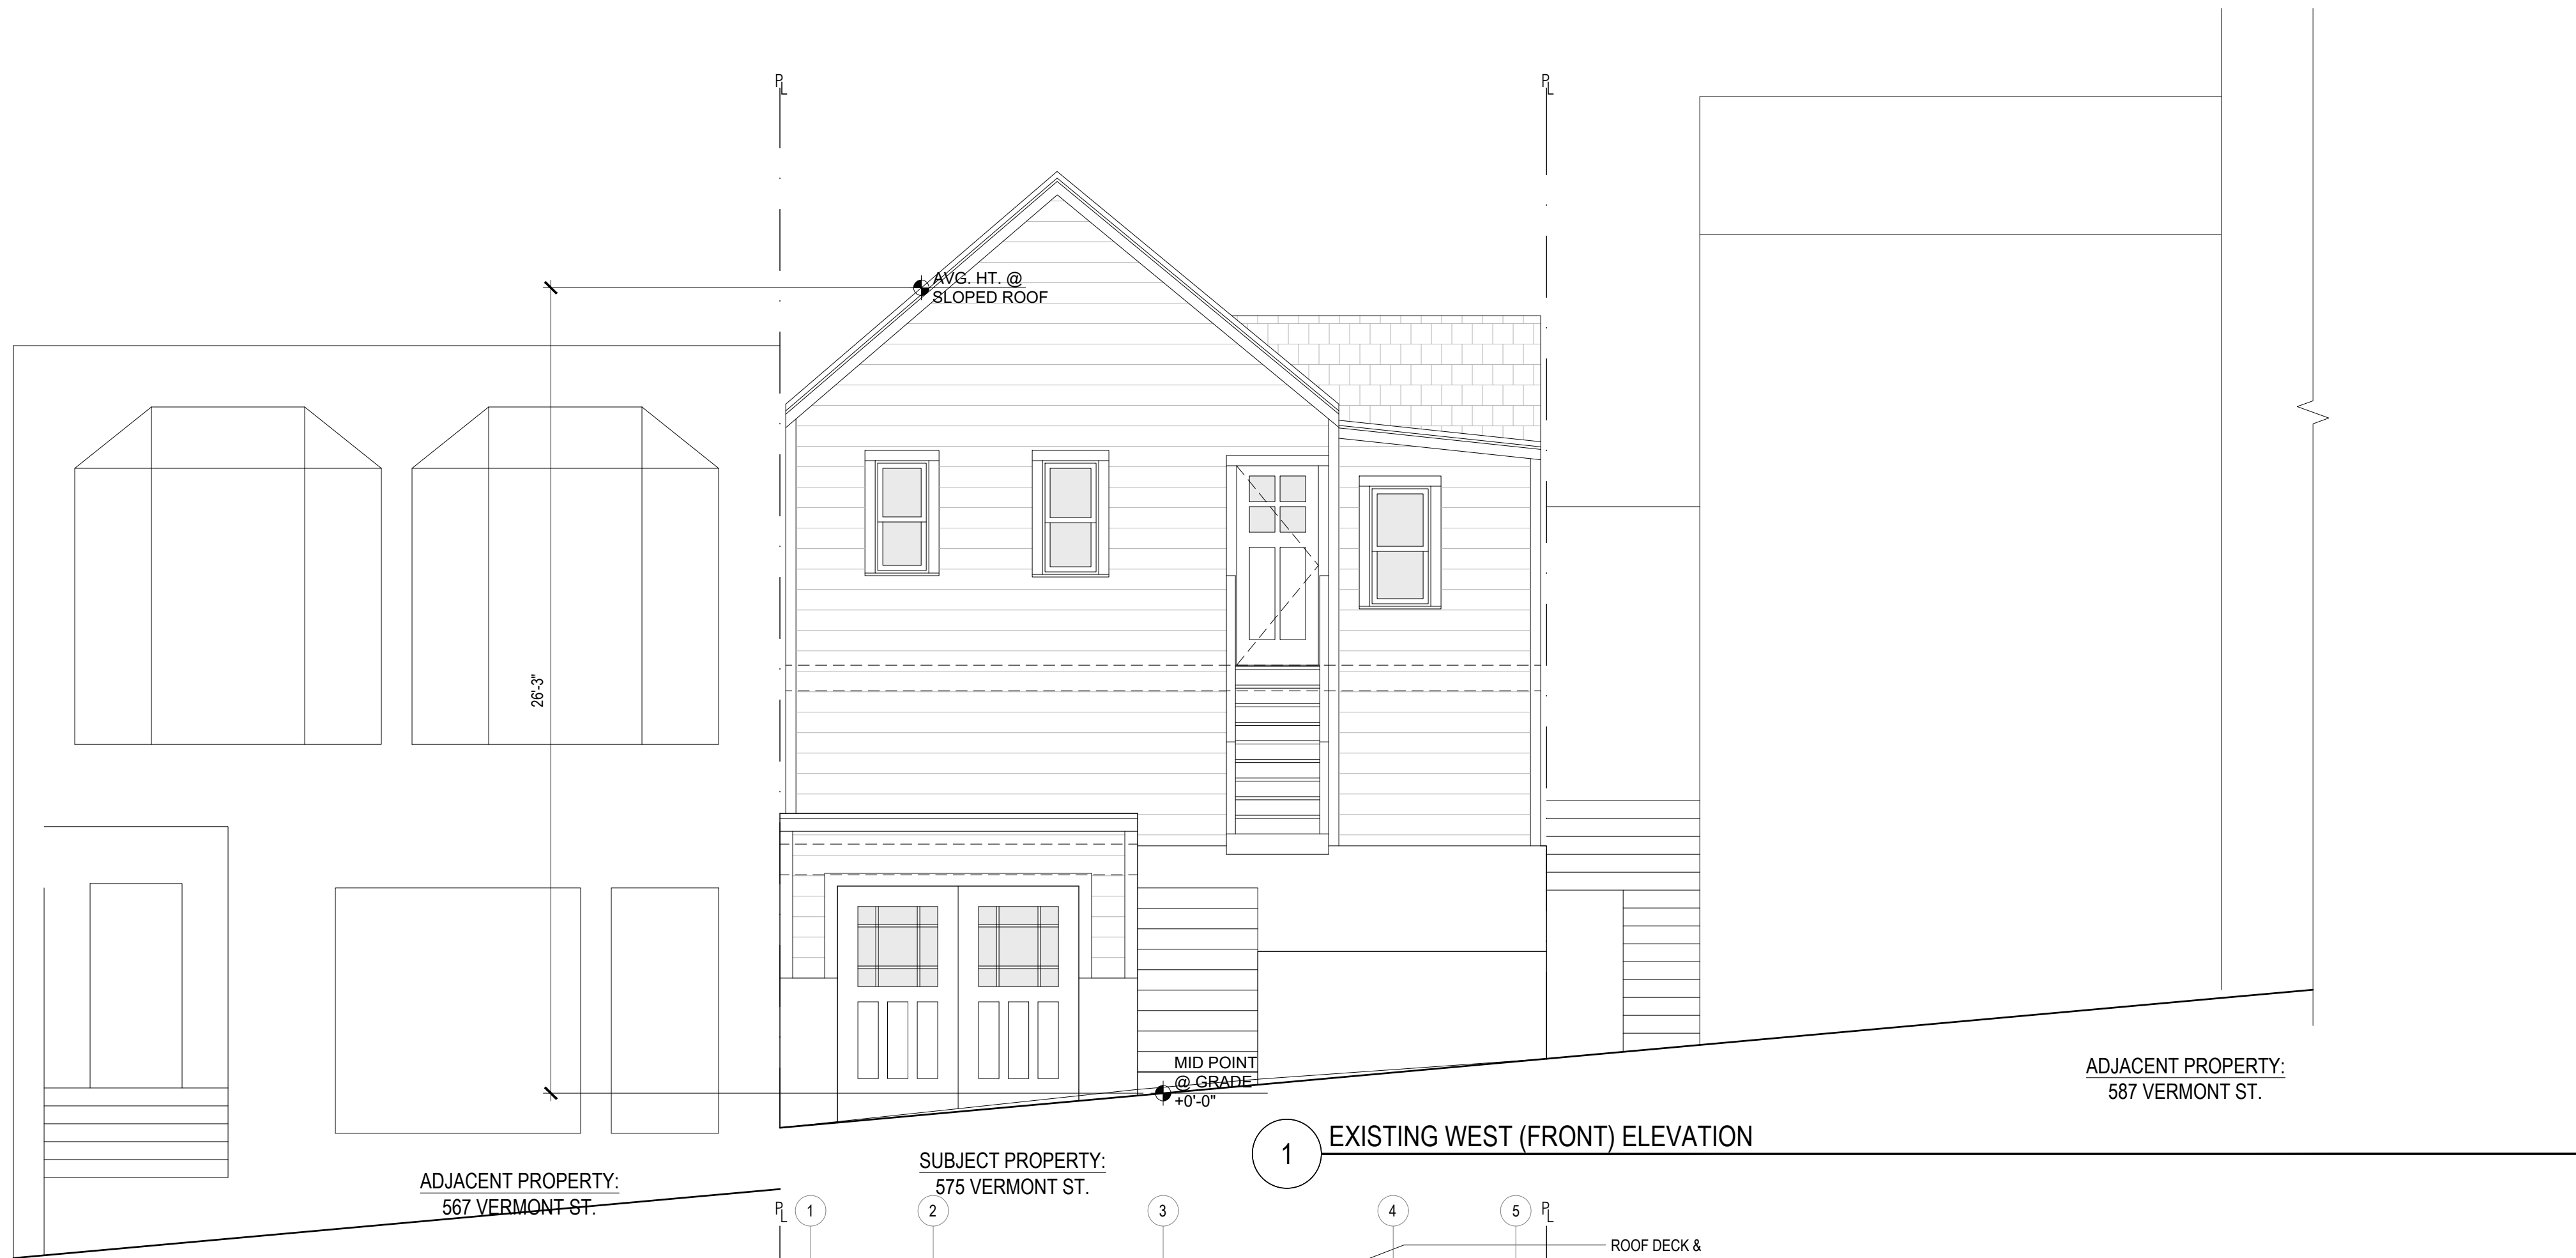 PL
PL
AVG. HT. @
SLOPED ROOF
26'-3"
MID POINT
@ GRADE
+0'-0"
ADJACENT PROPERTY:
587 VERMONT ST.
1
EXISTING WEST (FRONT) ELEVATION
SUBJECT PROPERTY:
575 VERMONT ST.
ADJACENT PROPERTY:
567 VERMONT ST.
PL
1
2
3
4
5
PL
ROOF DECK &